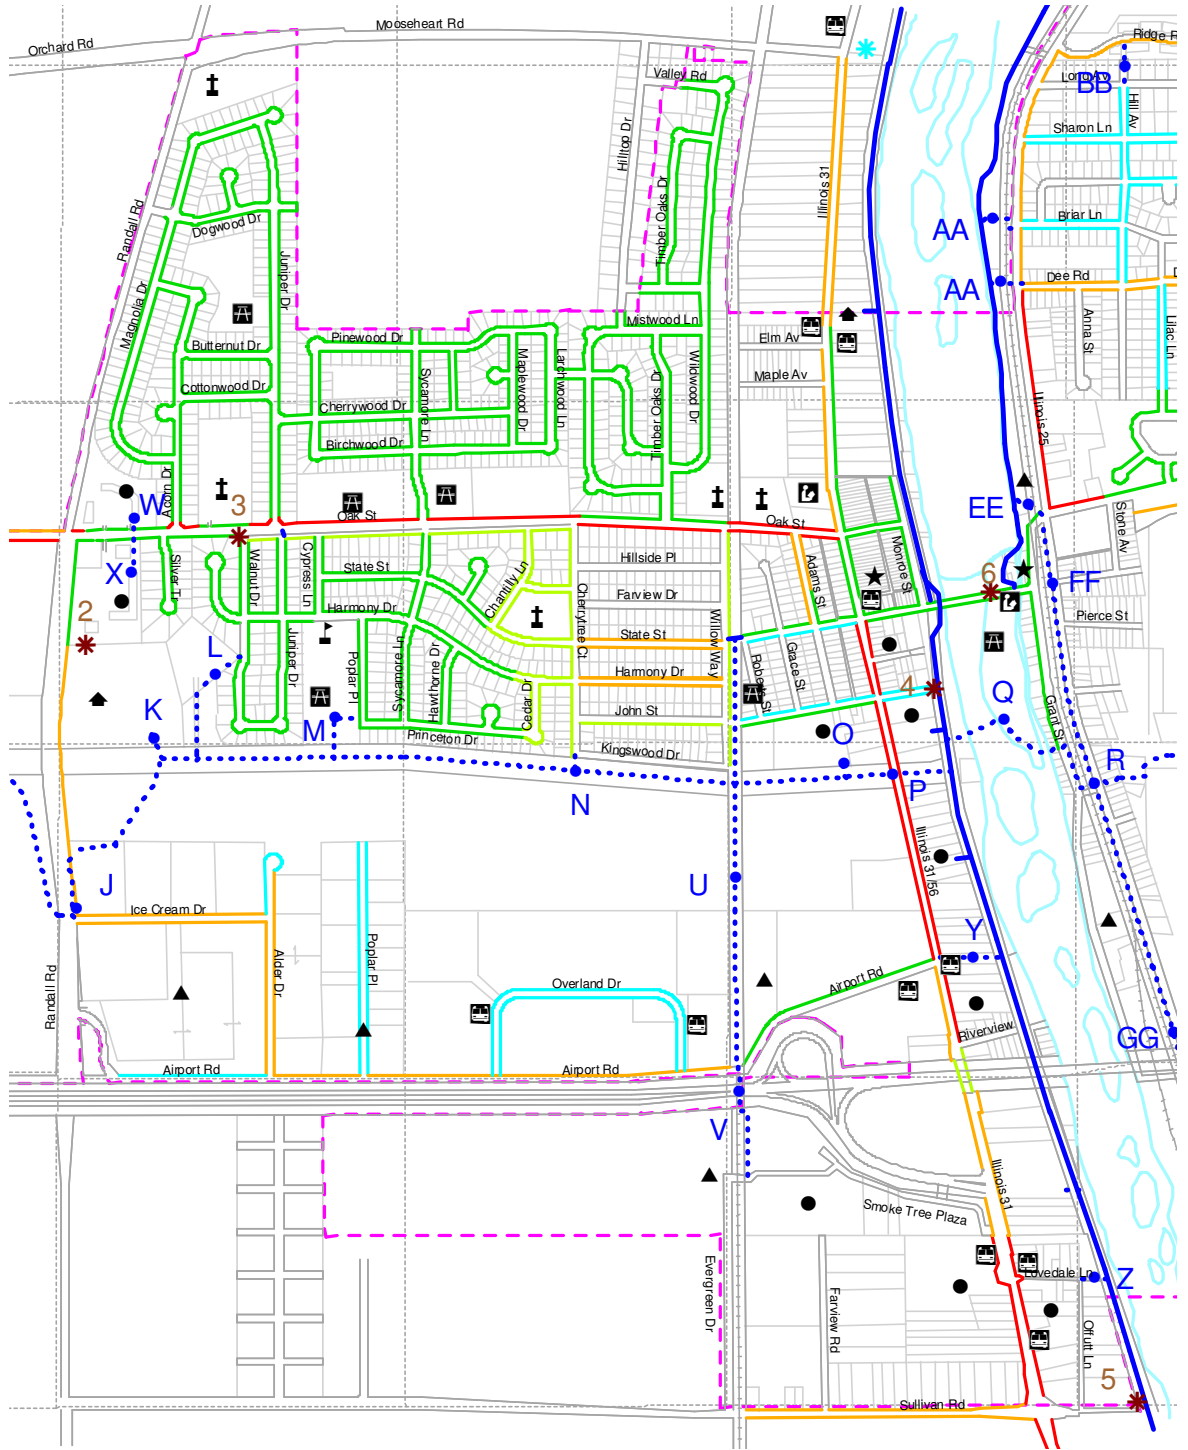 Mooseheart Rd
Orchard Rd
Ridge R
Valley Rd
Long Av
BB
Hill Av
Sharon Ln
Hilltop Dr
Illinois 31
Timber Oaks Dr
Randall Rd
Dogwood Dr
Briar Ln
AA
Juniper Dr
Dee Rd
D
AA
Magnolia Dr
Mistwood Ln
Anna St
Lilac Ln
Pinewood Dr
Elm Av
Butternut Dr
Maple Av
Cottonwood Dr
Sycamore Ln
Maplewood Dr
Larchwood Ln
Timber Oaks Dr
Wildwood Dr
Cherrywood Dr
Illinois 25
Birchwood Dr
Acorn Dr
W
3
EE
Oak St
Oak St
Stone Av
Hillside Pl
Silver Tr
Walnut Dr
Cypress Ln
State St
Chantilly Ln
Adams St
Monroe St
X
6
FF
Farview Dr
2
Harmony Dr
Cherrytree Ct
Pierce St
State St
Willow Way
L
Juniper Dr
Poplar Pl
Sycamore Ln
Hawthorne Dr
Harmony Dr
Roberts St
Grace St
4
Cedar Dr
K
M
John St
Q
Grant St
Princeton Dr
Kingswood Dr
O
N
P
R
Illinois 31/56
J
U
Ice Cream Dr
Y
Alder Dr
Poplar Pl
Randall Rd
Overland Dr
Airport Rd
Riverview
GG
Airport Rd
Airport Rd
V
Illinois 31
Smoke Tree Plaza
Evergreen Dr
Farview Rd
Lovedale Ln
Z
Offutt Ln
5
Sullivan Rd